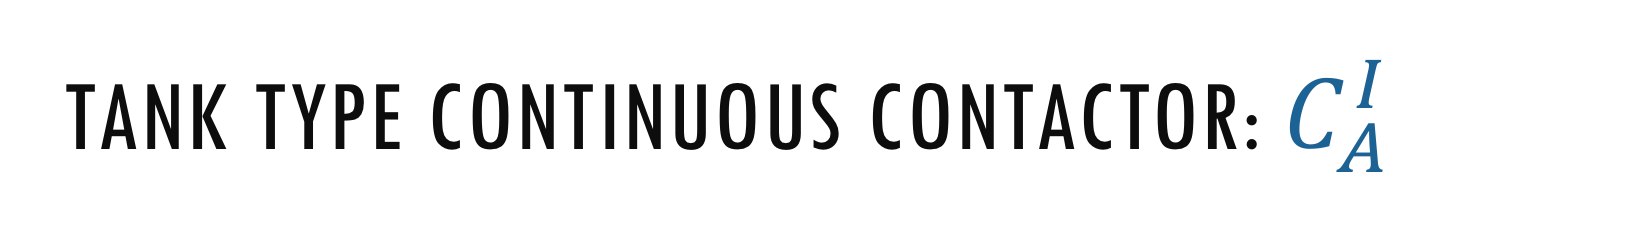 TANK TYPE CONTINUOUS CONTACTOR: $C_A^I$